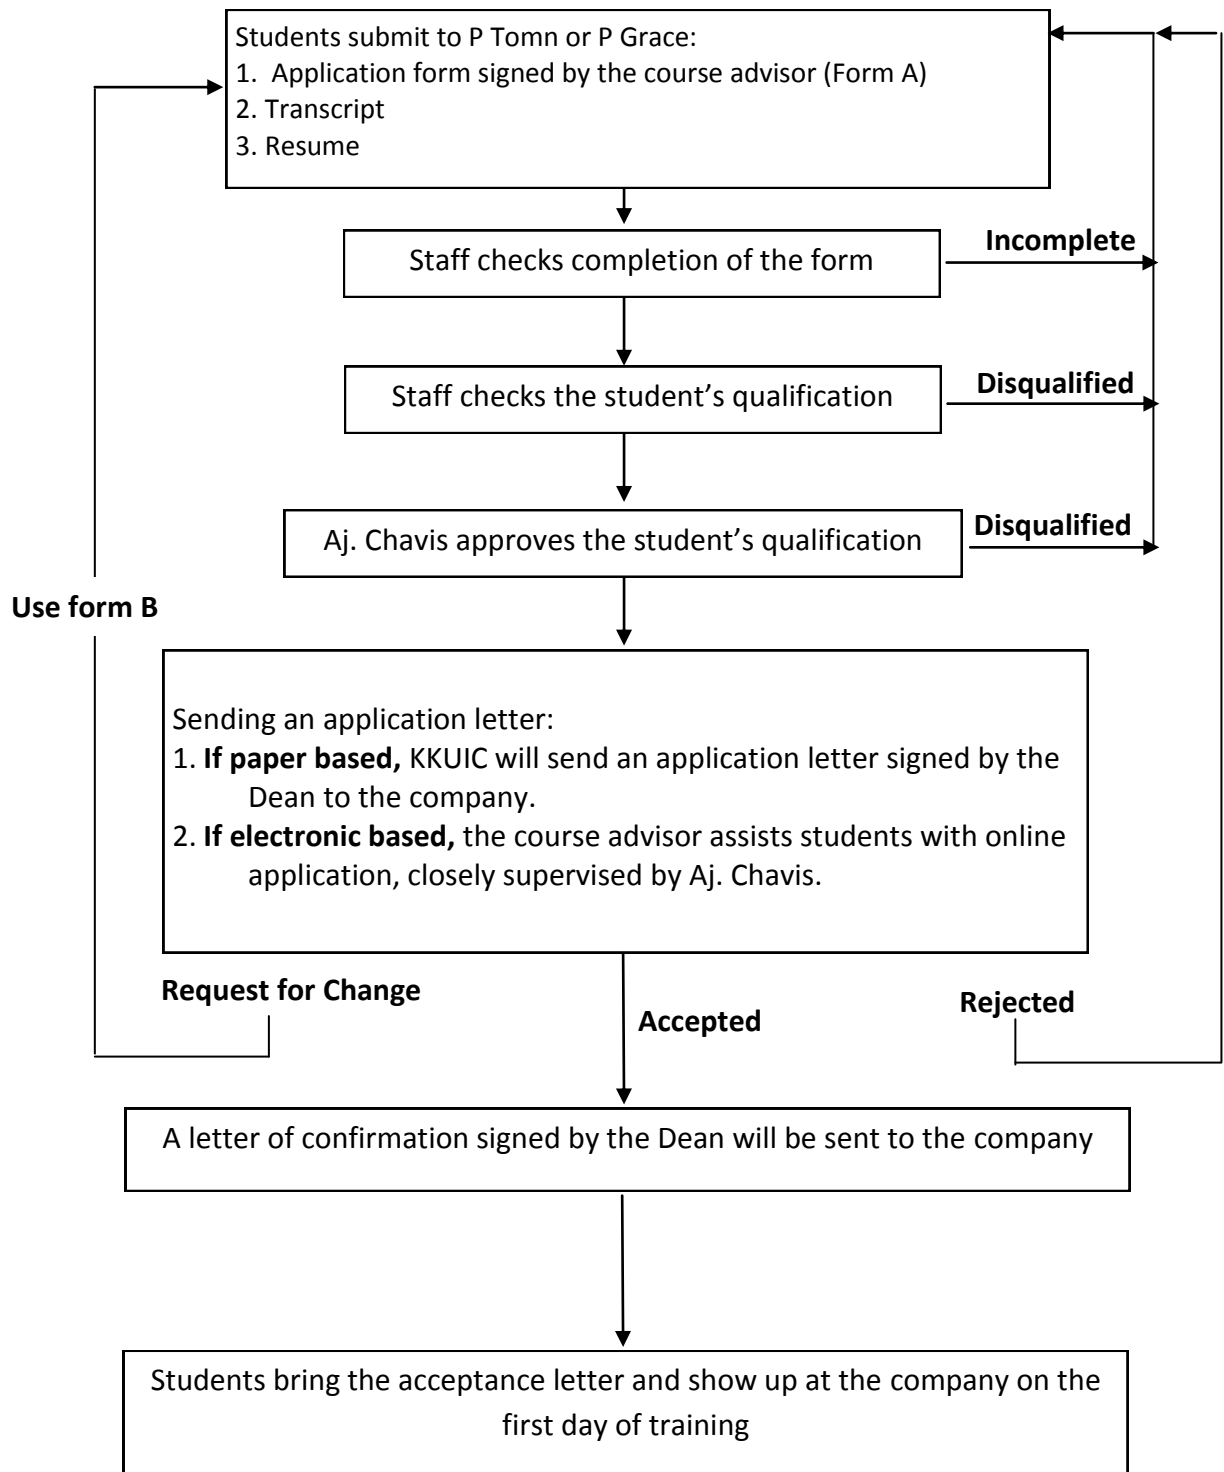 Students submit to P Tomn or P Grace:
1. Application form signed by the course advisor (Form A)
2. Transcript
3. Resume
Incomplete
Staff checks completion of the form
Disqualified
Staff checks the student's qualification
Disqualified
Aj. Chavis approves the student's qualification
Use form B
Sending an application letter:
1. If paper based, KKUIC will send an application letter signed by the
Dean to the company.
2. If electronic based, the course advisor assists students with online
application, closely supervised by Aj. Chavis.
Request for Change
Accepted
Rejected
A letter of confirmation signed by the Dean will be sent to the company
Students bring the acceptance letter and show up at the company on the
first day of training